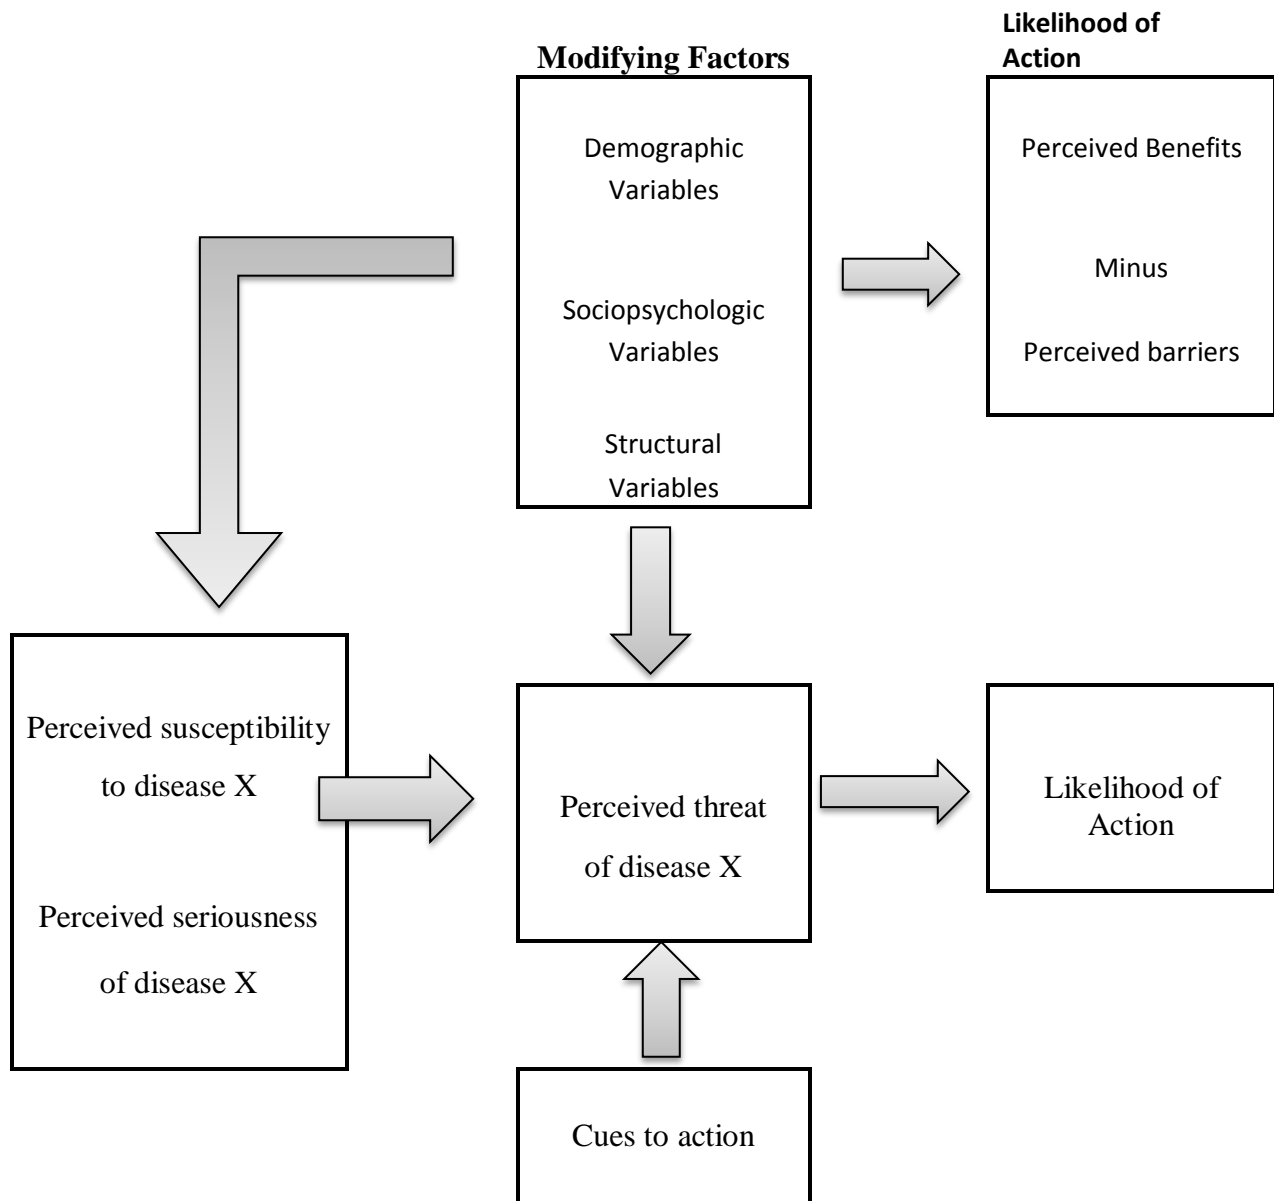 Modifying Factors
Demographic
Variables
Sociopsychologic
Variables
Structural
Variables
Likelihood of
Action
Perceived Benefits
Minus
Perceived barriers
Perceived susceptibility
to disease X
Perceived seriousness
of disease X
Perceived threat
of disease X
Likelihood of
Action
Cues to action